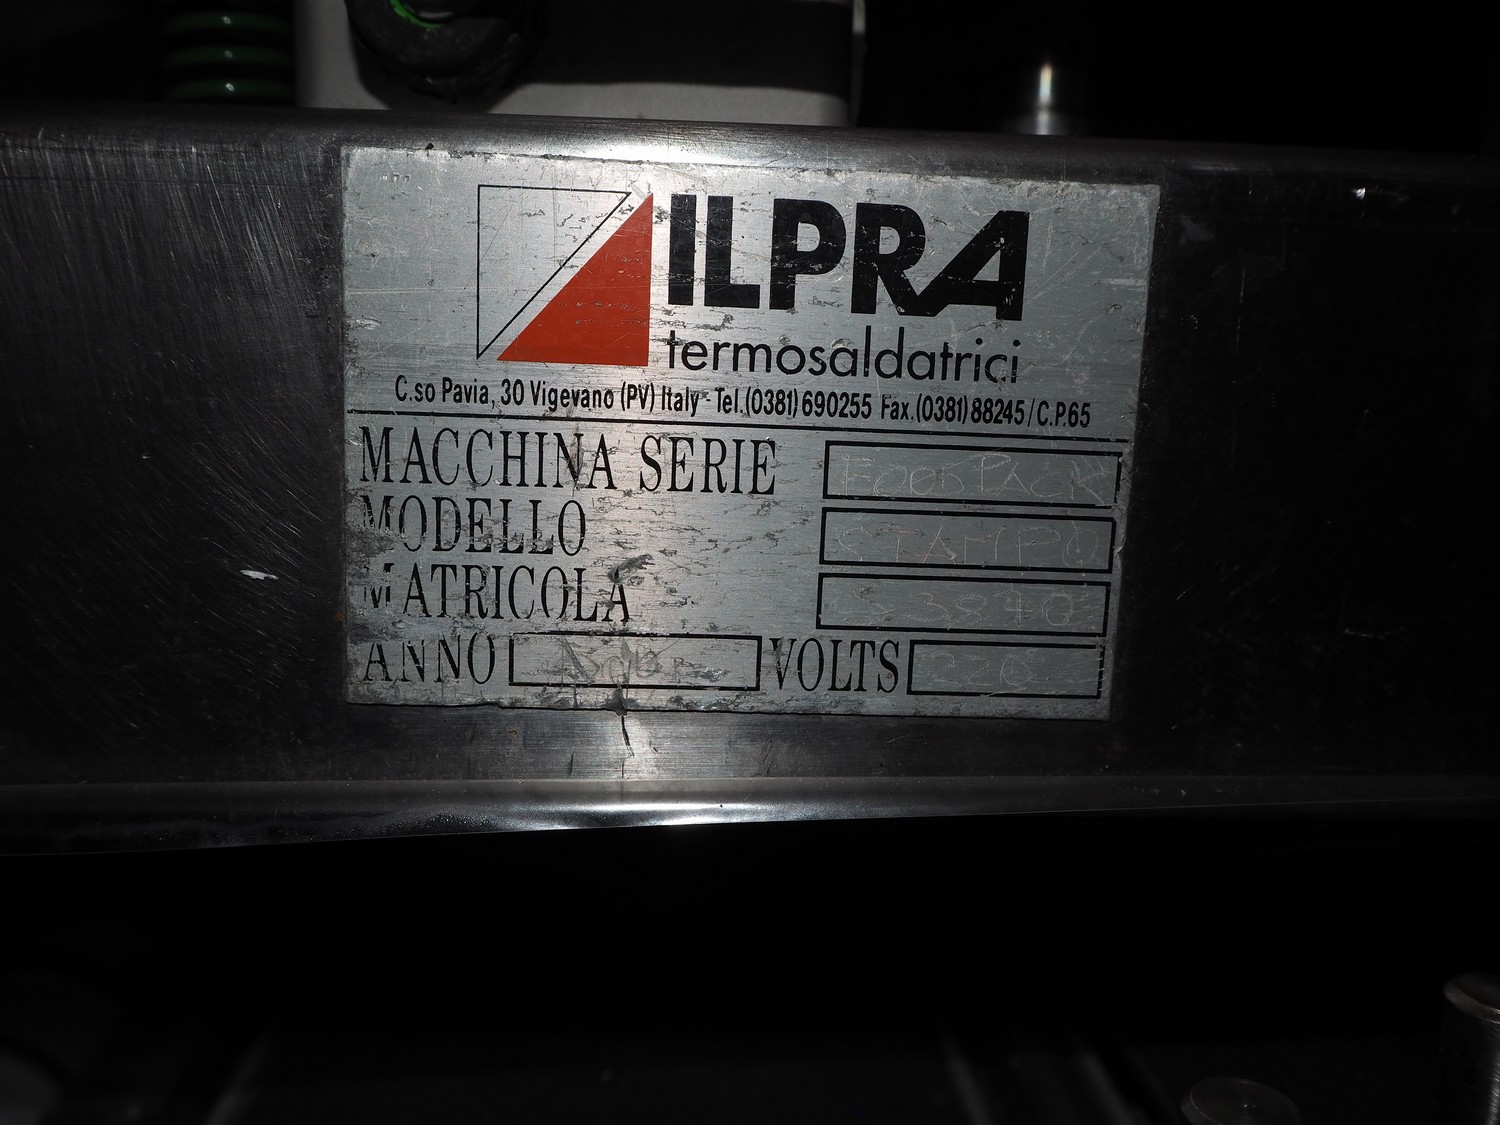 ILPRA
termosaldatrici
C.so Pavia, 30 Vigevano (PV) Italy - Tel.(0381) 690255 Fax.(0381) 88245 / C.P.65
MACCHINA SERIE FOODPACK
MODELLO STAMPO
MATRICOLA
ANNO VOLTS 220